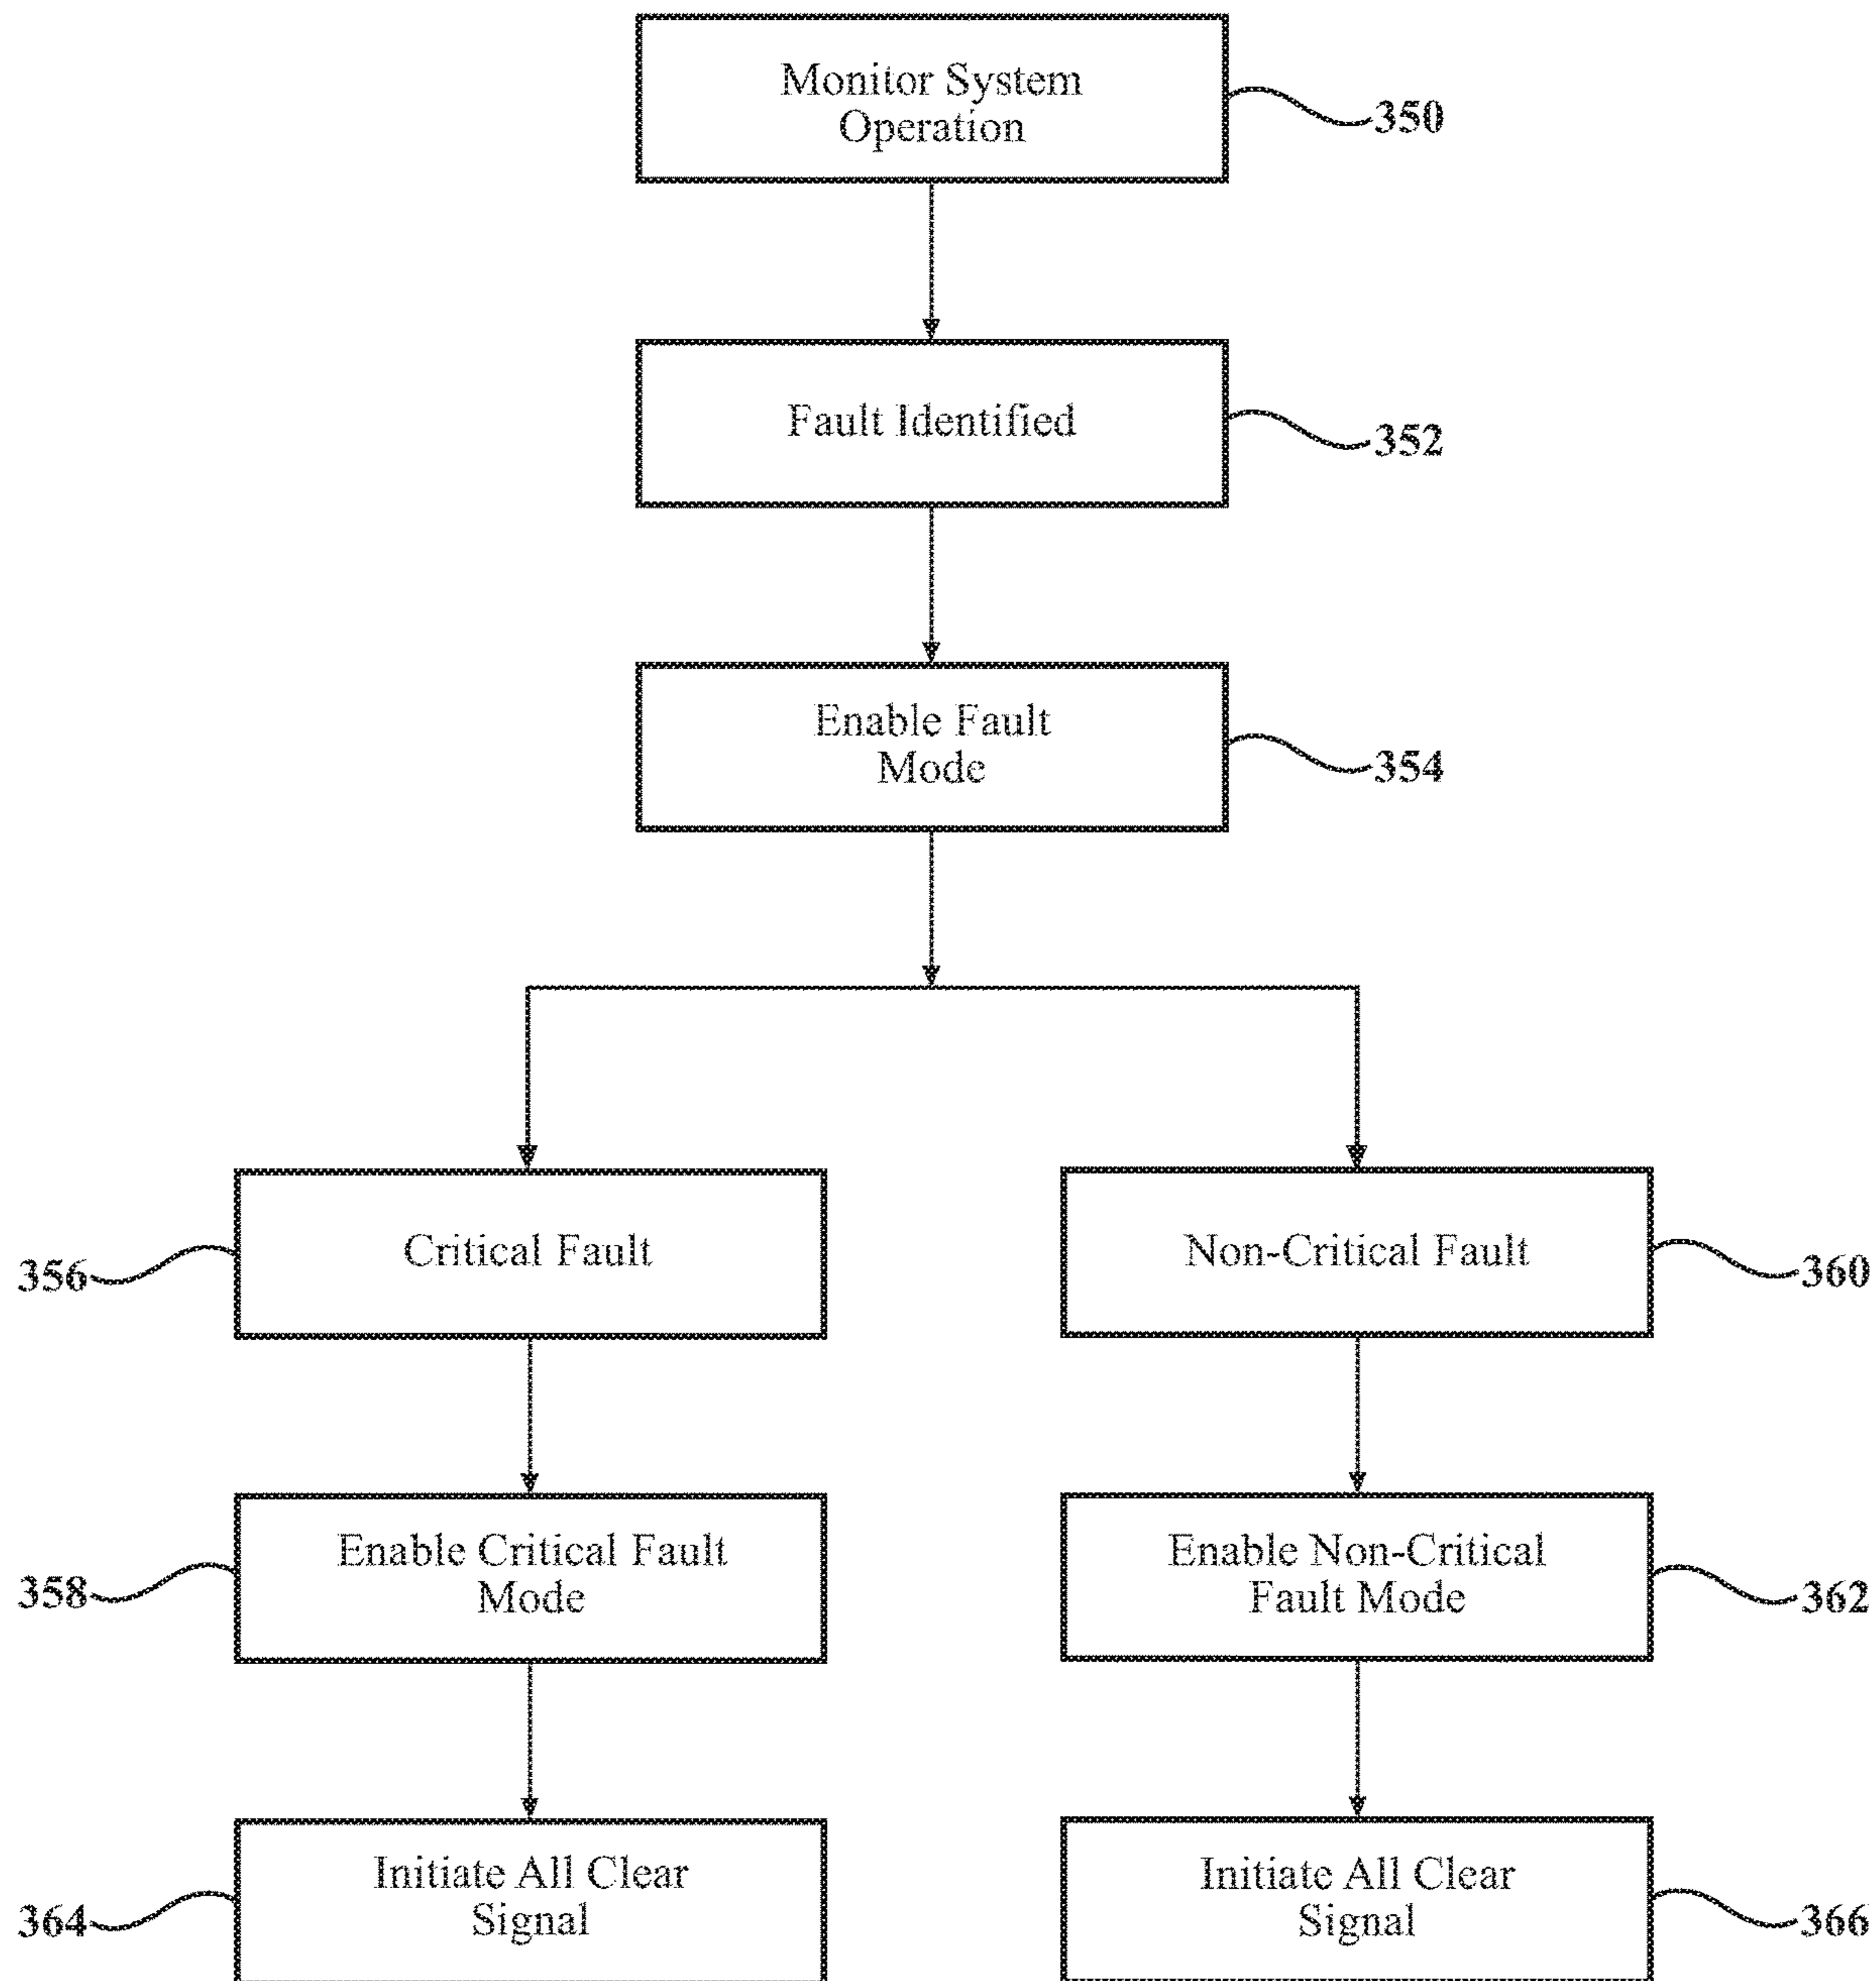 Monitor System
Operation
350
Fault Identified
352
Enable Fault
Mode
354
Critical Fault
356
Non-Critical Fault
360
Enable Critical Fault
Mode
358
Enable Non-Critical
Fault Mode
362
Initiate All Clear
Signal
364
Initiate All Clear
Signal
366